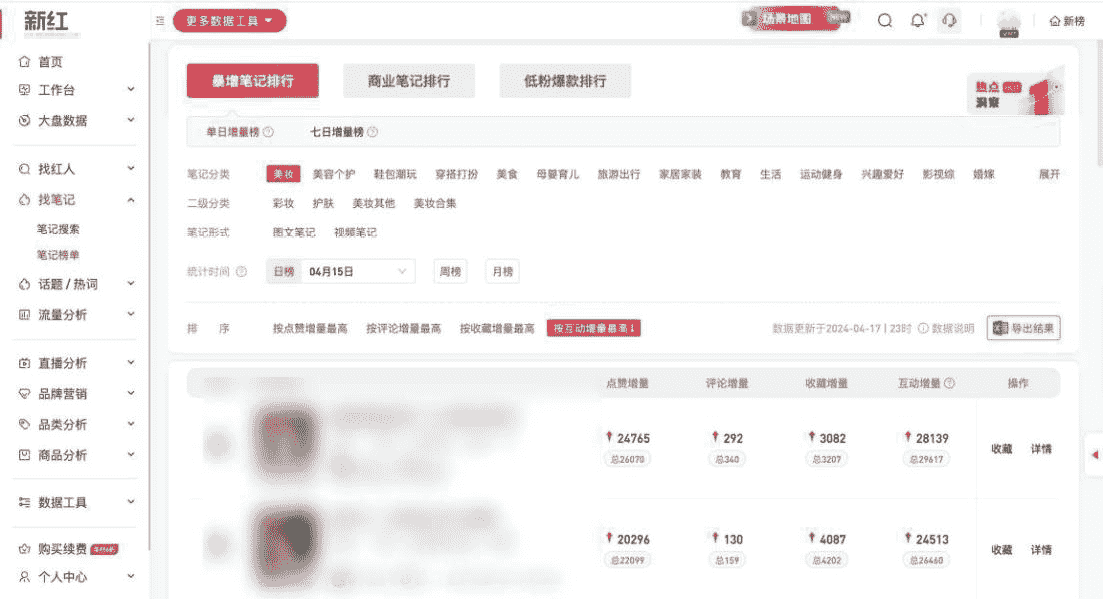 新红
更多数据工具
场景地图
新榜
首页
工作台
大盘数据
找红人
找笔记
笔记搜索
笔记榜单
话题 / 热词
流量分析
直播分析
品牌营销
品类分析
商品分析
数据工具
购买续费
个人中心
暴增笔记排行 商业笔记排行 低粉爆款排行
热点
洞察
单日增量榜 七日增量榜
笔记分类 美妆 美容个护 鞋包潮玩 穿搭打扮 美食 母婴育儿 旅游出行 家居家装 教育 生活 运动健身 兴趣爱好 影视综 婚嫁 展开
二级分类 彩妆 护肤 美妆其他 美妆合集
笔记形式 图文笔记 视频笔记
统计时间 日榜 04月15日 周榜 月榜
排 序 按点赞增量最高 按评论增量最高 按收藏增量最高 按互动增量最高 数据更新于2024-04-17 | 23时 数据说明 导出结果
点赞增量 评论增量 收藏增量 互动增量 操作
24765 292 3082 28139 收藏 详情
总26070 总340 总3207 总29617
20296 130 4087 24513 收藏 详情
总22099 总159 总4202 总26460